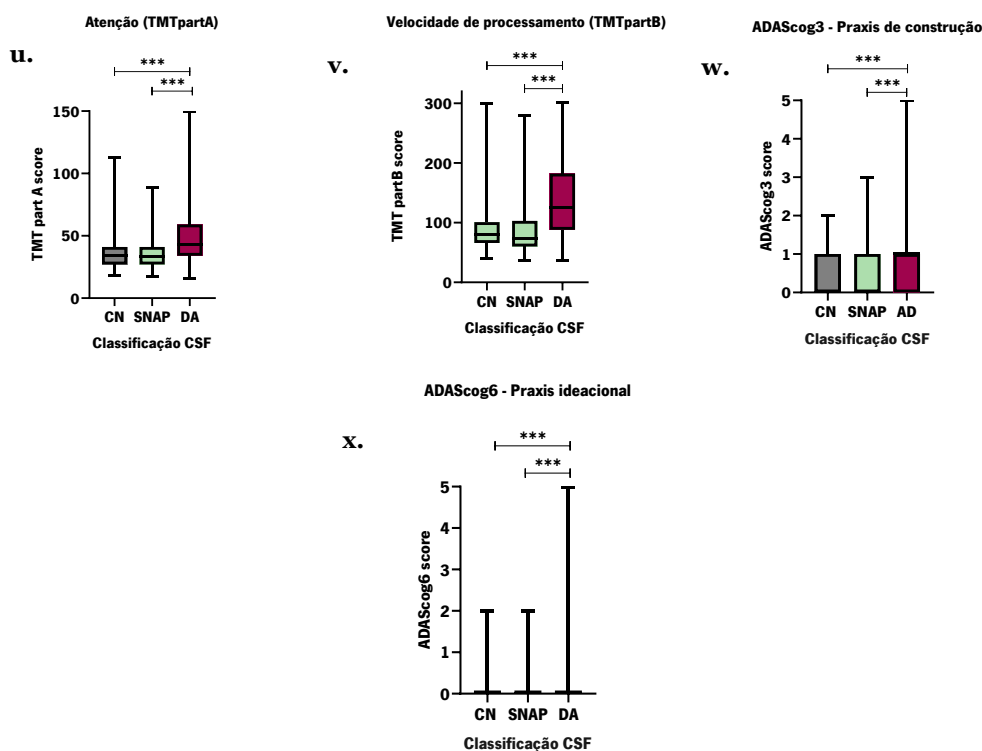 Atenção (TMTpartA)
u.
***
***
150
100
50
0
TMT part A score
CN SNAP DA
Classificação CSF
Velocidade de processamento (TMTpartB)
v.
***
***
300
200
100
0
TMT partB score
CN SNAP DA
Classificação CSF
ADAScog3 - Praxis de construção
w.
***
***
5
4
3
2
1
0
ADAScog3 score
CN SNAP AD
Classificação CSF
ADAScog6 - Praxis ideacional
x.
***
***
5
4
3
2
1
0
ADAScog6 score
CN SNAP DA
Classificação CSF